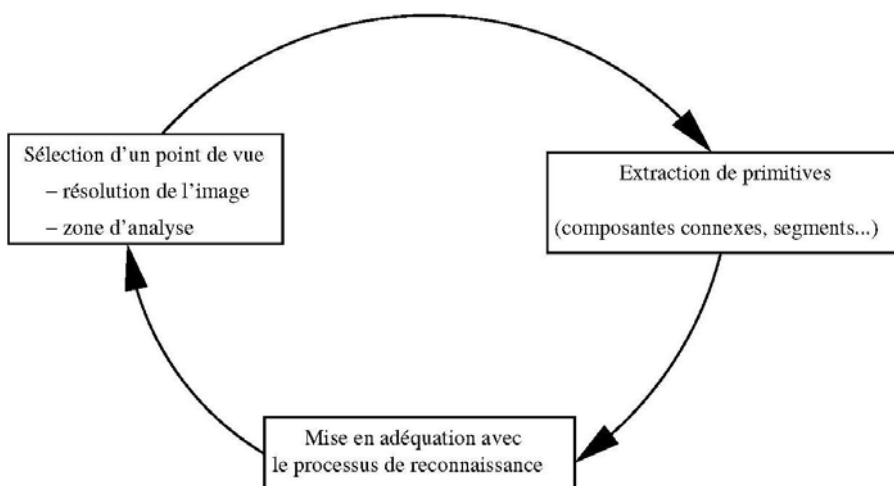 Sélection d'un point de vue
– résolution de l'image
– zone d'analyse
Extraction de primitives
(composantes connexes, segments...)
Mise en adéquation avec
le processus de reconnaissance